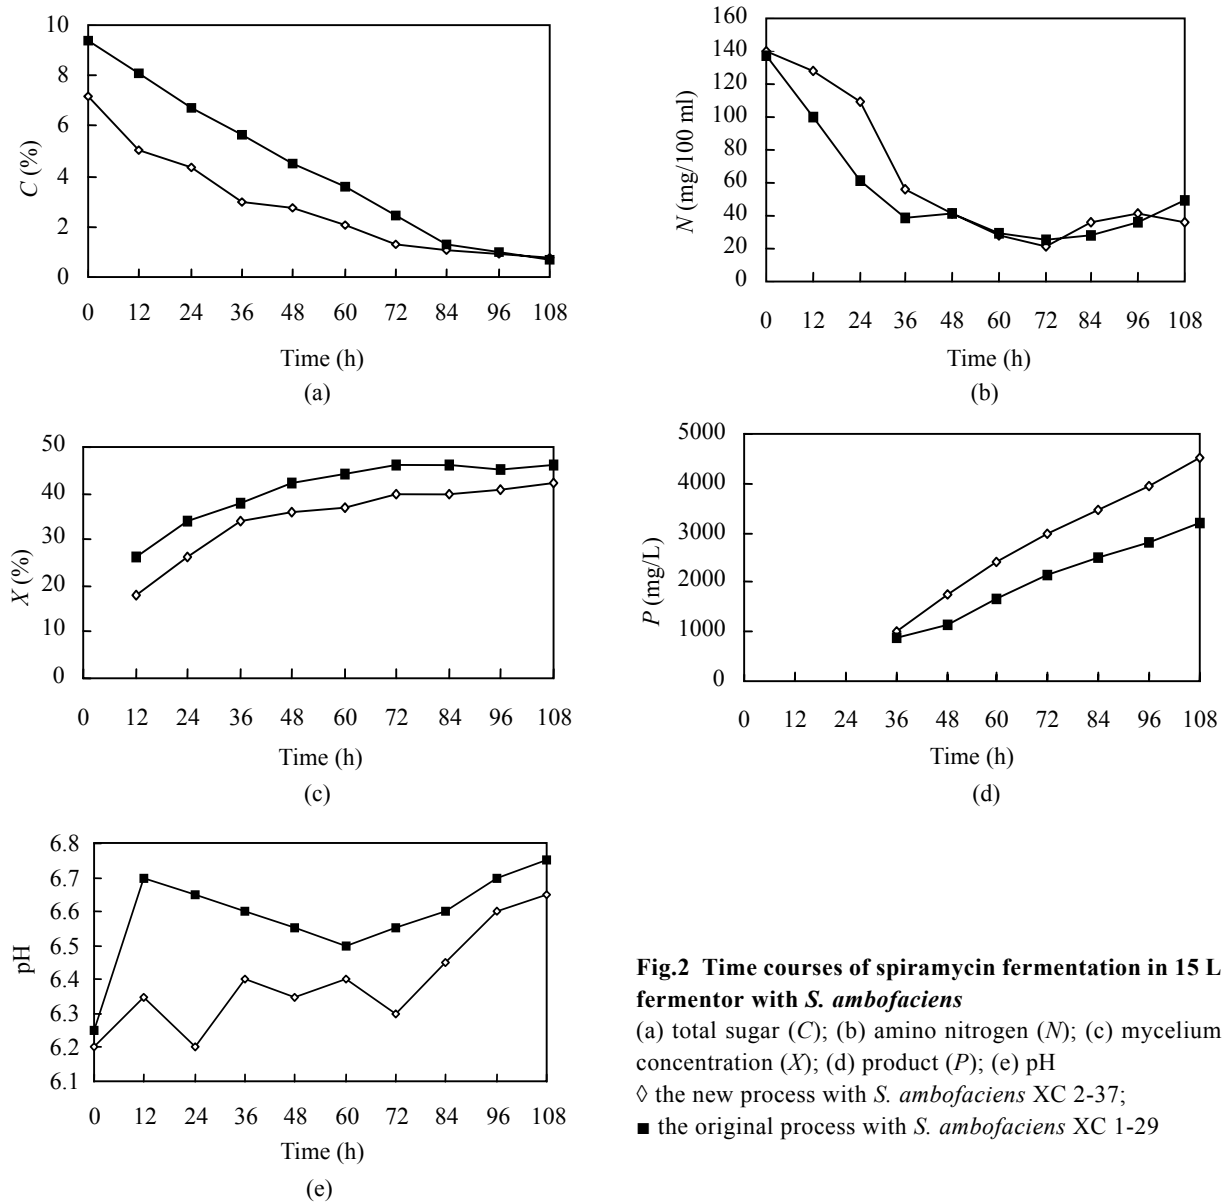 10
8
6
4
2
0
C (%)
0 12 24 36 48 60 72 84 96 108
Time (h)
(a)
160
140
120
100
80
60
40
20
0
N (mg/100 ml)
0 12 24 36 48 60 72 84 96 108
Time (h)
(b)
50
40
30
20
10
0
X (%)
0 12 24 36 48 60 72 84 96 108
Time (h)
(c)
5000
4000
3000
2000
1000
0
P (mg/L)
0 12 24 36 48 60 72 84 96 108
Time (h)
(d)
6.8
6.7
6.6
6.5
6.4
6.3
6.2
6.1
pH
0 12 24 36 48 60 72 84 96 108
Time (h)
(e)
Fig.2 Time courses of spiramycin fermentation in 15 L
fermentor with S. ambofaciens
(a) total sugar (C); (b) amino nitrogen (N); (c) mycelium
concentration (X); (d) product (P); (e) pH
◊ the new process with S. ambofaciens XC 2-37;
■ the original process with S. ambofaciens XC 1-29